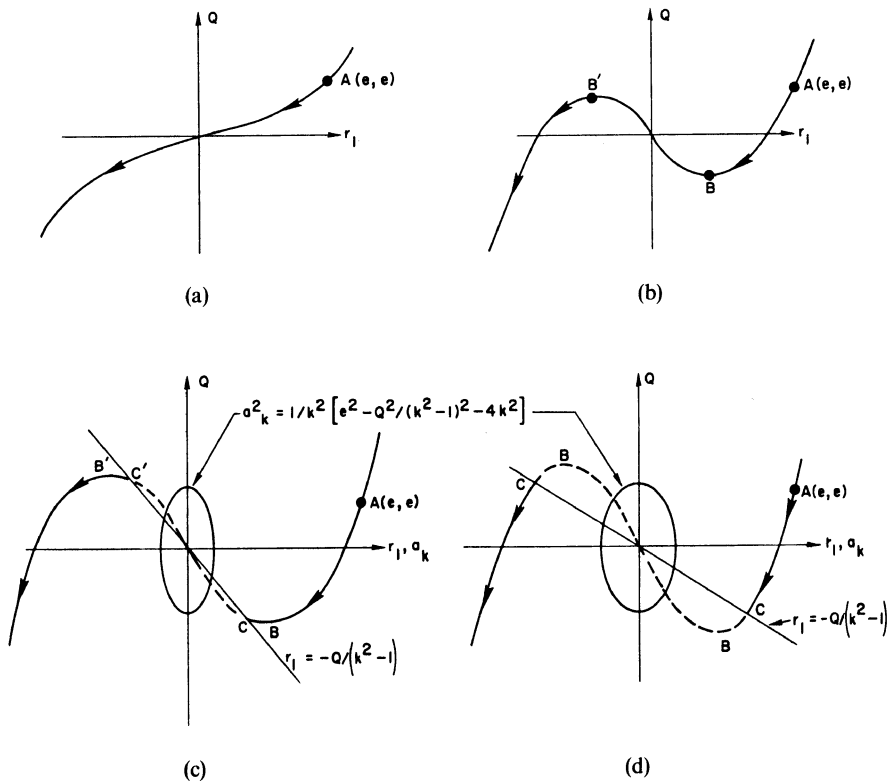 Q
A (e, e)
r₁
(a)
Q
B'
A (e, e)
r₁
B
(b)
Q
a²ₖ = 1/k² [e² – Q²/(k² –1)² – 4k²]
B'
C'
A(e, e)
r₁, aₖ
C
B
r₁ = –Q/(k² –1)
(c)
Q
B
C
A(e, e)
r₁, aₖ
C
r₁ = –Q/(k² –1)
B
(d)